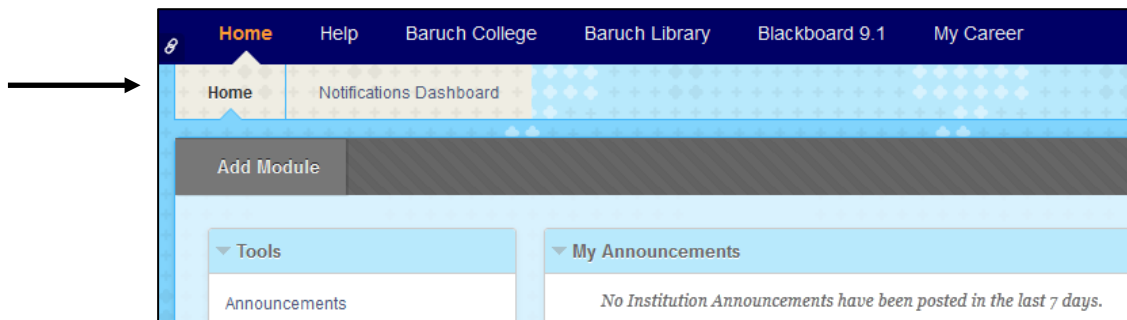 Home Help Baruch College Baruch Library Blackboard 9.1 My Career
Home Notifications Dashboard
Add Module
Tools
Announcements
My Announcements
No Institution Announcements have been posted in the last 7 days.